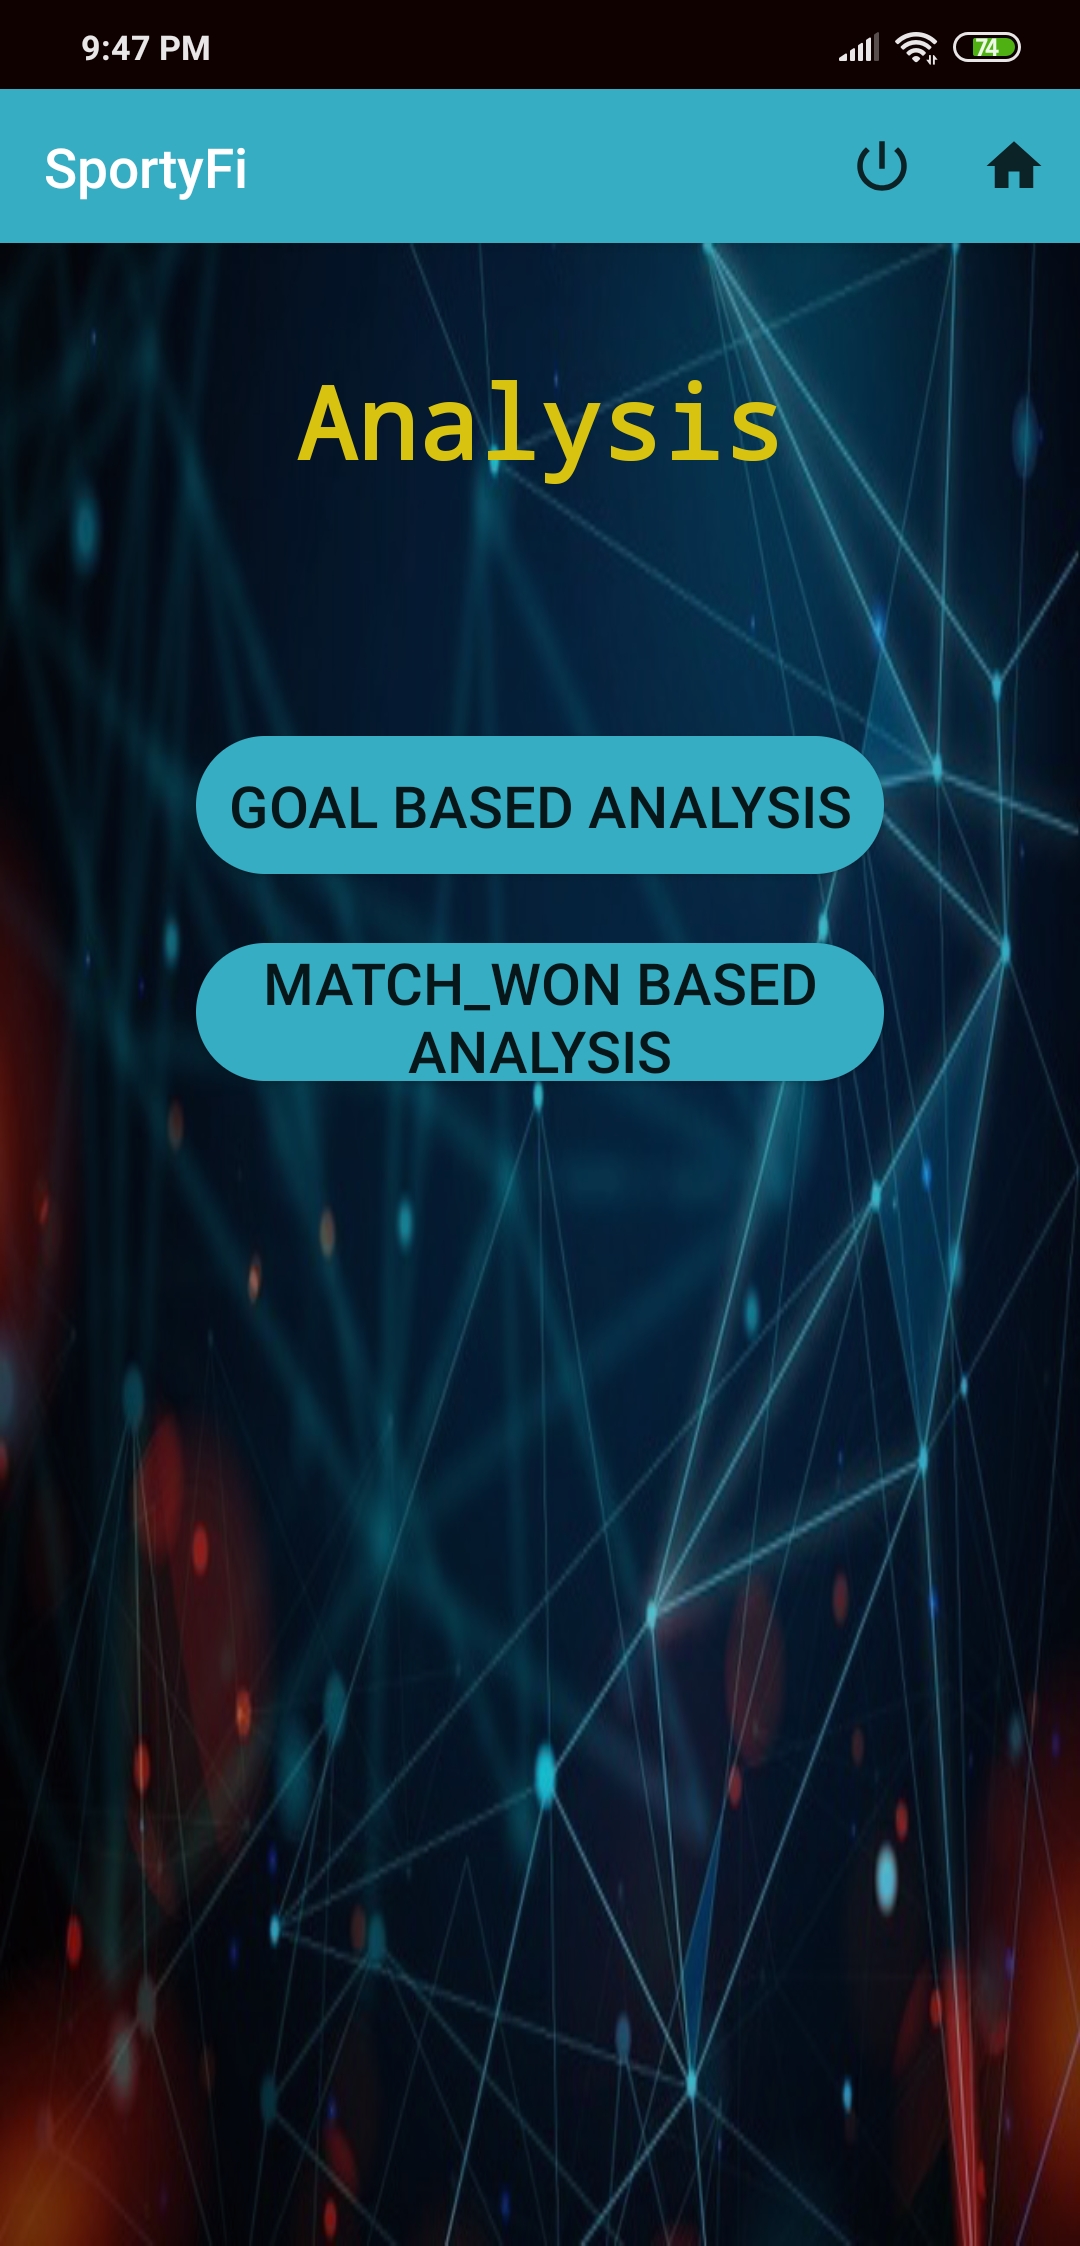 9:47 PM
74
SportyFi
Analysis
GOAL BASED ANALYSIS
MATCH_WON BASED
ANALYSIS